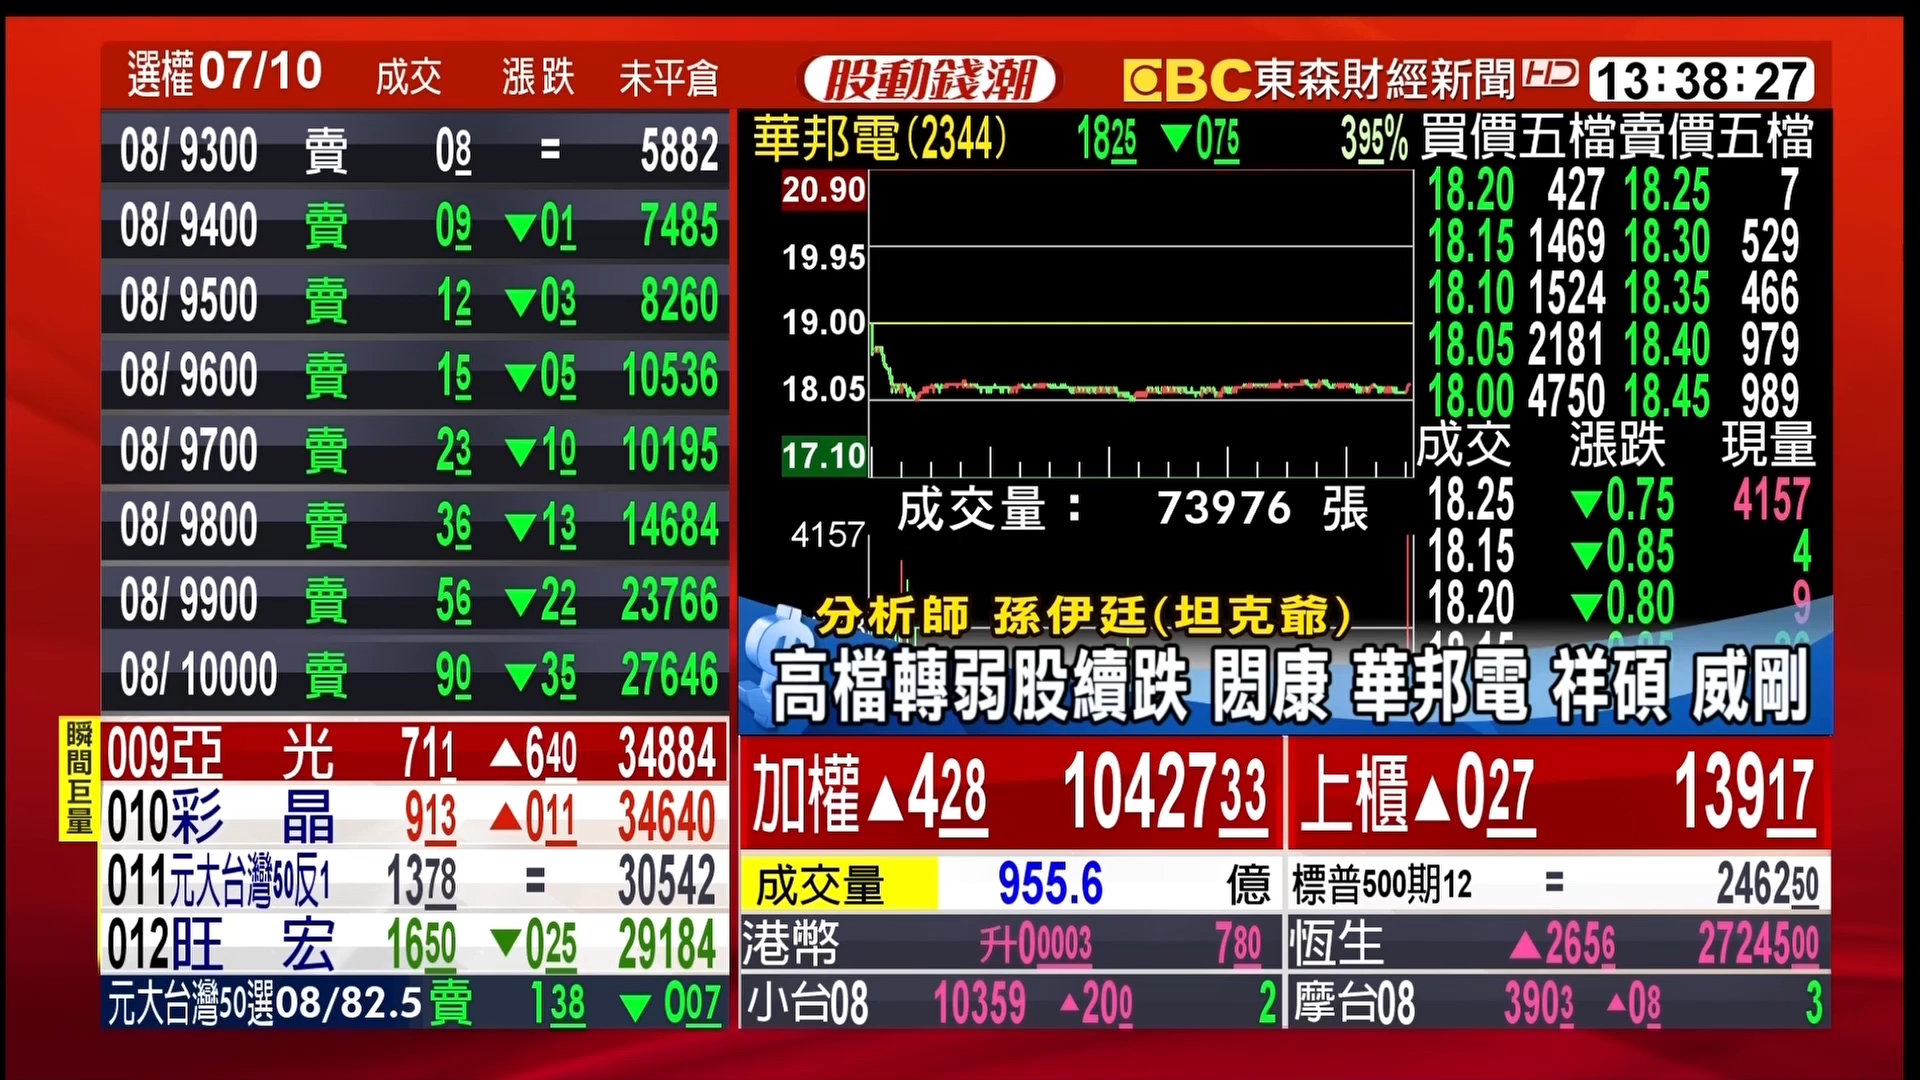 選權07/10 成交 漲跌 未平倉
股動錢潮
EBC東森財經新聞HD 13:38:27
08/ 9300 賣 08 = 5882
08/ 9400 賣 09 ▼01 7485
08/ 9500 賣 12 ▼03 8260
08/ 9600 賣 15 ▼05 10536
08/ 9700 賣 23 ▼10 10195
08/ 9800 賣 36 ▼13 14684
08/ 9900 賣 56 ▼22 23766
08/ 10000 賣 90 ▼35 27646
瞬間巨量
009亞光 711 ▲640 34884
010彩晶 913 ▲011 34640
011元大台灣50反1 1378 = 30542
012旺宏 1650 ▼025 29184
元大台灣50選08/82.5 賣 138 ▼007
華邦電(2344) 1825 ▼075 395%
20.90
19.95
19.00
18.05
17.10
成交量： 73976 張
4157
買價五檔賣價五檔
18.20 427 18.25 7
18.15 1469 18.30 529
18.10 1524 18.35 466
18.05 2181 18.40 979
18.00 4750 18.45 989
成交 漲跌 現量
18.25 ▼0.75 4157
18.15 ▼0.85 4
18.20 ▼0.80 9
分析師 孫伊廷(坦克爺)
高檔轉弱股續跌 閎康 華邦電 祥碩 威剛
加權▲428 1042733
上櫃▲027 13917
成交量 955.6 億
標普500期12 = 246250
港幣 升00003 780
恆生 ▲2656 2724500
小台08 10359 ▲200 2
摩台08 3903 ▲08 3